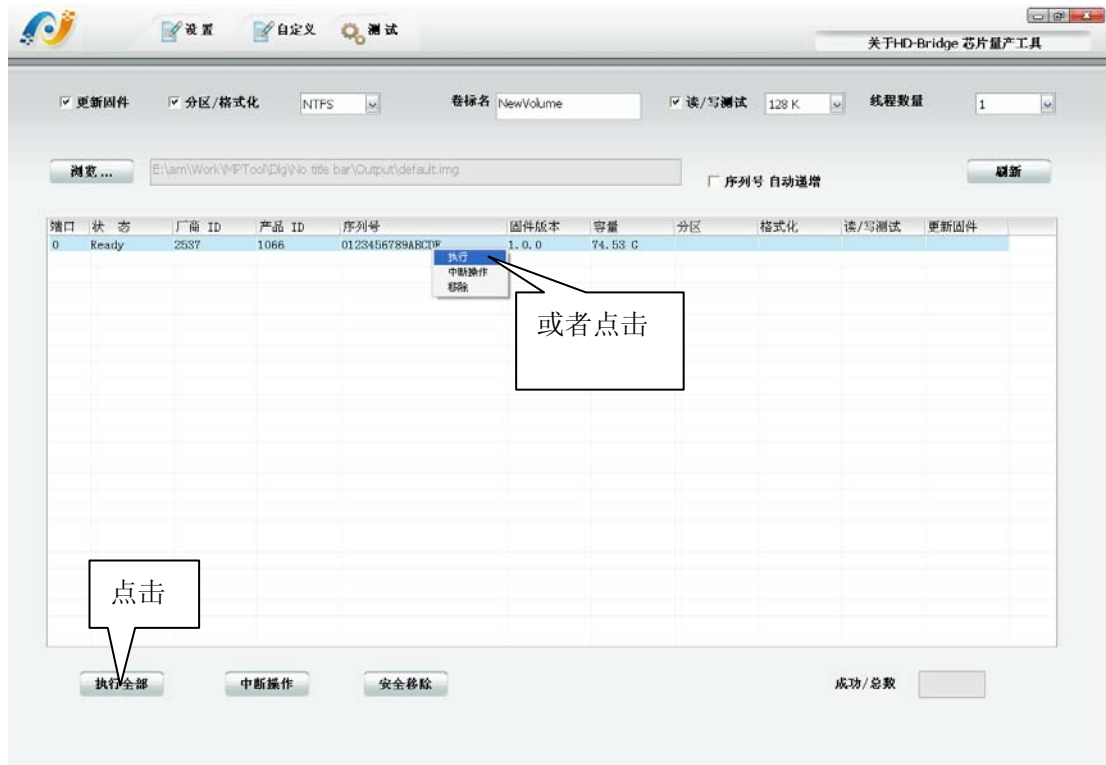 设 置 自定义 测 试
关于HD-Bridge 芯片量产工具
更新固件 分区/格式化 NTFS 卷标名 NewVolume 读/写测试 128 K 线程数量 1
浏览 ... E:\am\Work\MPTool\Dlg\No title bar\Output\default.img 序列号 自动递增 刷新
端口 状 态 厂商 ID 产品 ID 序列号 固件版本 容量 分区 格式化 读/写测试 更新固件
0 Ready 2537 1066 0123456789ABCDE 1.0.0 74.53 G
执行
中断操作
移除
或者点击
点击
执行全部 中断操作 安全移除 成功/总数